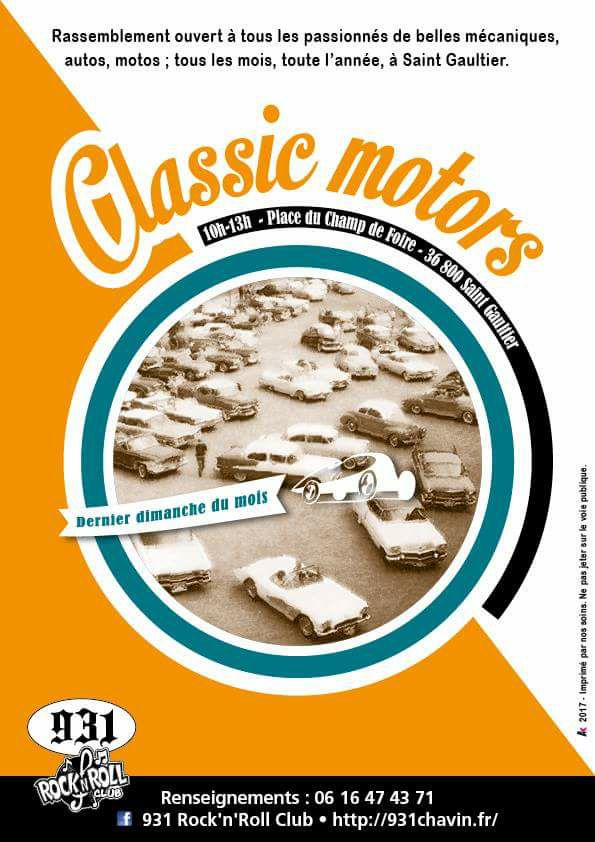 Rassemblement ouvert à tous les passionnés de belles mécaniques,
autos, motos ; tous les mois, toute l'année, à Saint Gaultier.
Classic motors
10h-13h - Place du Champ de Foire - 36 800 Saint Gaultier
Dernier dimanche du mois
2017 - Imprimé par nos soins. Ne pas jeter sur le voie publique.
931
ROCK'N'ROLL
CLUB
Renseignements : 06 16 47 43 71
931 Rock'n'Roll Club • http://931chavin.fr/